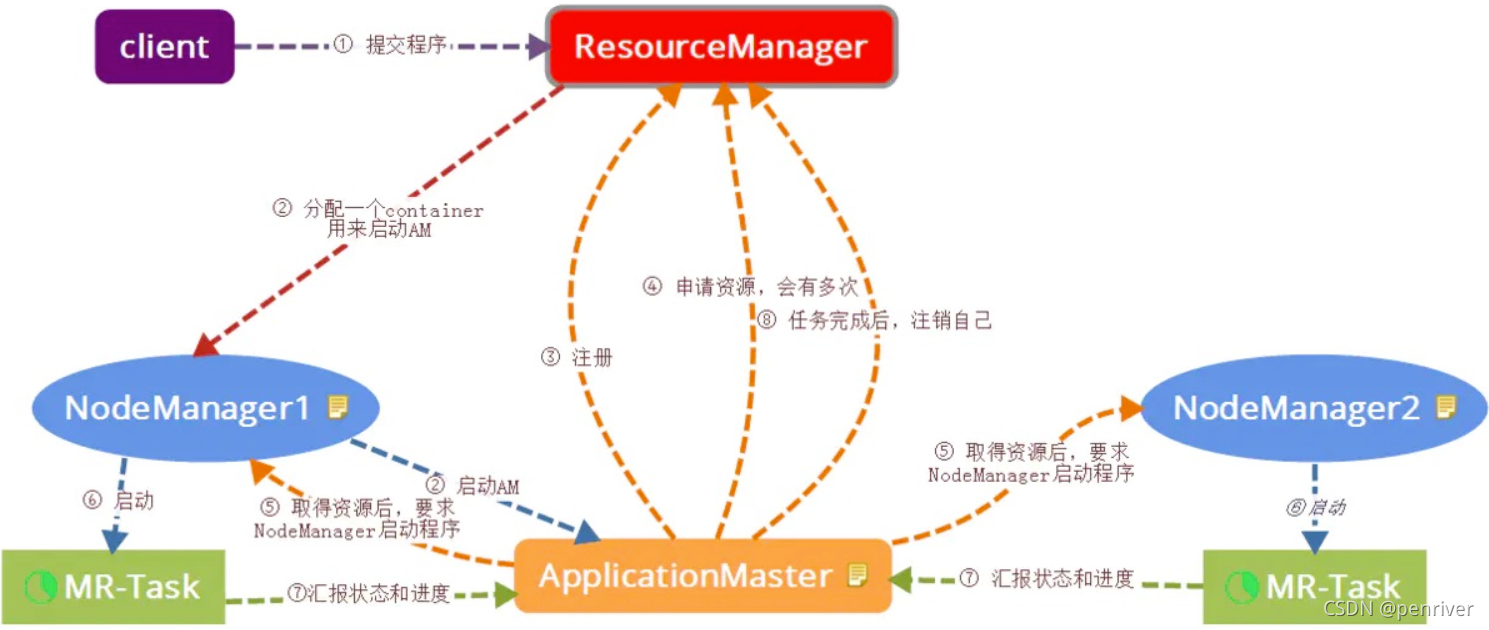 client
① 提交程序
ResourceManager
② 分配一个container
用来启动AM
④ 申请资源，会有多次
⑧ 任务完成后，注销自己
③ 注册
NodeManager1
NodeManager2
⑤ 取得资源后，要求
NodeManager启动程序
② 启动AM
⑥ 启动
⑤ 取得资源后，要求
NodeManager启动程序
⑥启动
MR-Task
⑦汇报状态和进度
ApplicationMaster
⑦ 汇报状态和进度
MR-Task
CSDN @penriver